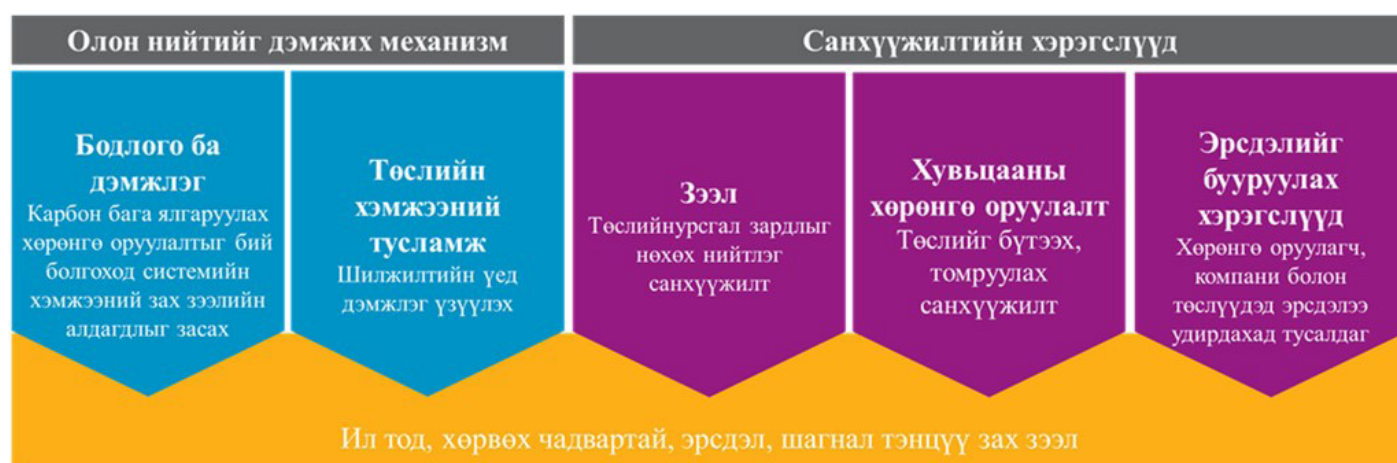 Олон нийтийг дэмжих механизм
Санхүүжилтийн хэрэгслүүд
Бодлого ба
дэмжлэг
Карбон бага ялгаруулах
хөрөнгө оруулалтыг бий
болгоход системийн
хэмжээний зах зээлийн
алдагдлыг засах
Төслийн
хэмжээний
тусламж
Шилжилтийн үед
дэмжлэг үзүүлэх
Зээл
Төслийнурсгал зардлыг
нөхөх нийтлэг
санхүүжилт
Хувьцааны
хөрөнгө оруулалт
Төслийг бүтээх,
томруулах
санхүүжилт
Эрсдэлийг
бууруулах
хэрэгслүүд
Хөрөнгө оруулагч,
компани болон
төслүүдэд эрсдэлээ
удирдахад тусалдаг
Ил тод, хөрвөх чадвартай, эрсдэл, шагнал тэнцүү зах зээл